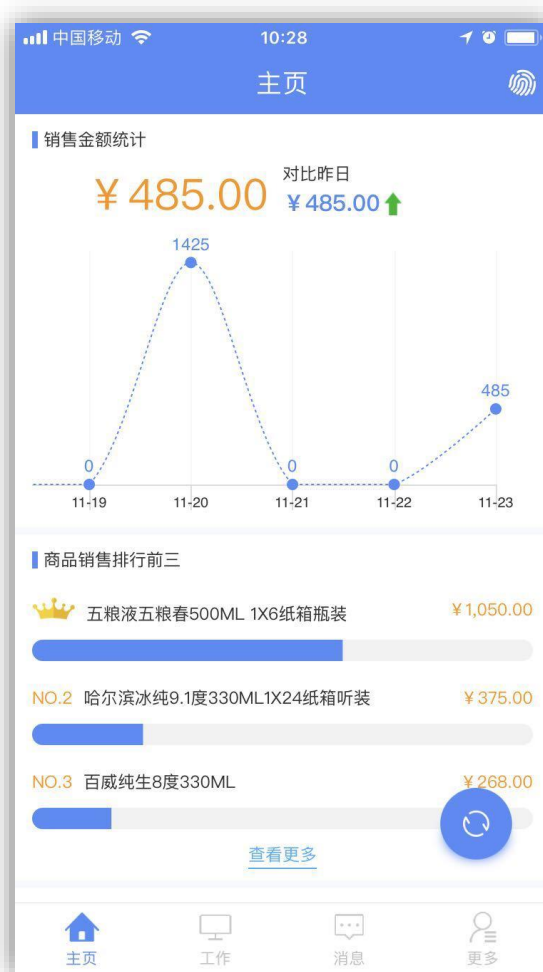 中国移动 10:28
主页
销售金额统计
¥485.00
对比昨日
¥485.00
1425
485
0 0 0
11-19 11-20 11-21 11-22 11-23
商品销售排行前三
五粮液五粮春500ML 1X6纸箱瓶装 ¥1,050.00
NO.2 哈尔滨冰纯9.1度330ML1X24纸箱听装 ¥375.00
NO.3 百威纯生8度330ML ¥268.00
查看更多
主页 工作 消息 更多